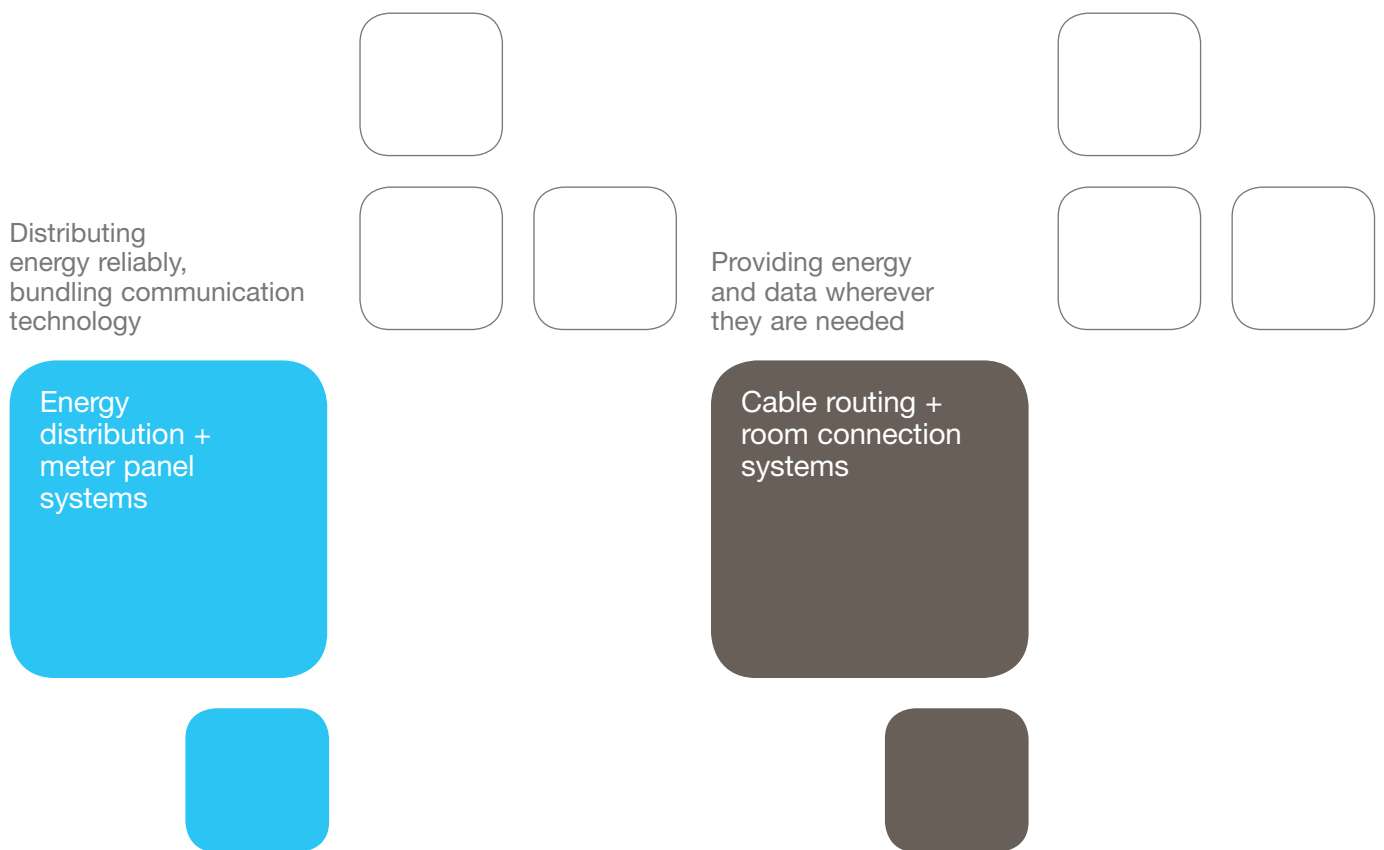 Distributing
energy reliably,
bundling communication
technology
Energy
distribution +
meter panel
systems
Providing energy
and data wherever
they are needed
Cable routing +
room connection
systems